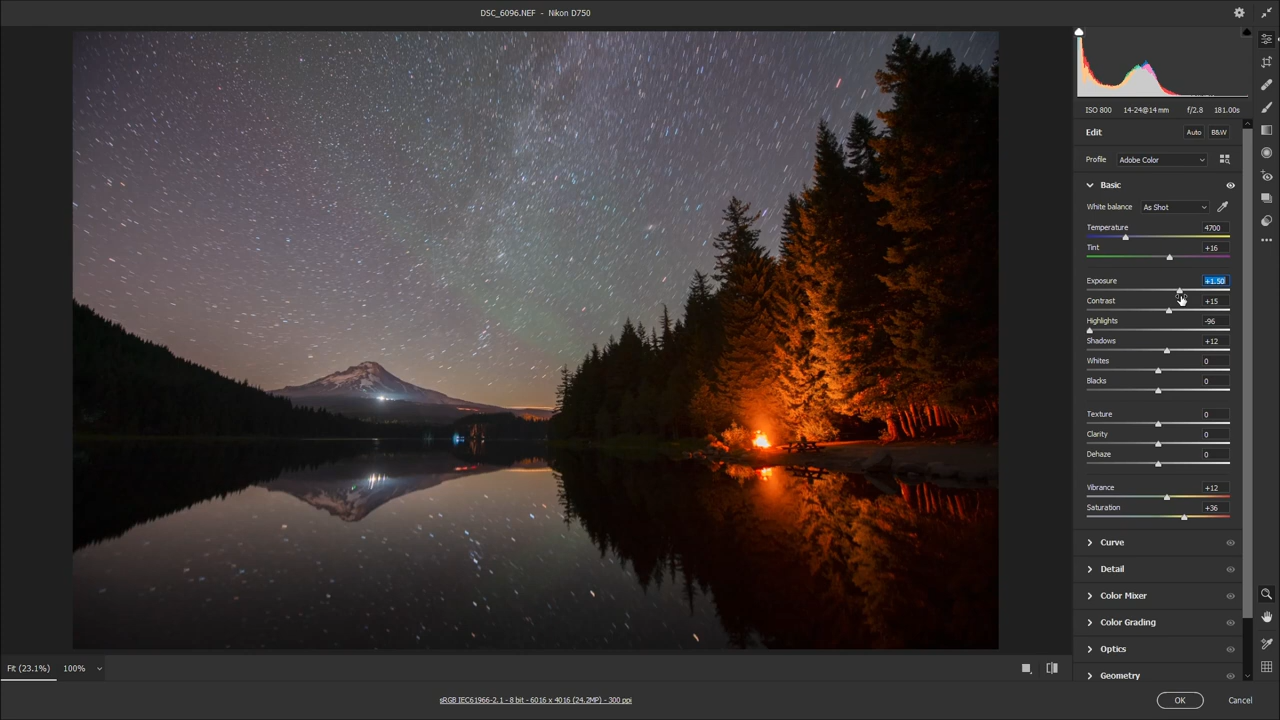 DSC_6096.NEF - Nikon D750
ISO 800 14-24@14 mm f/2.8 181.00s
Edit Auto B&W
Profile Adobe Color
Basic
White balance As Shot
Temperature 4700
Tint +16
Exposure +1.50
Contrast +15
Highlights -96
Shadows +12
Whites 0
Blacks 0
Texture 0
Clarity 0
Dehaze 0
Vibrance +12
Saturation +36
Curve
Detail
Color Mixer
Color Grading
Optics
Geometry
Fit (23.1%) 100%
sRGB IEC61966-2.1 - 8 bit - 6016 x 4016 (24.2MP) - 300 ppi
OK Cancel